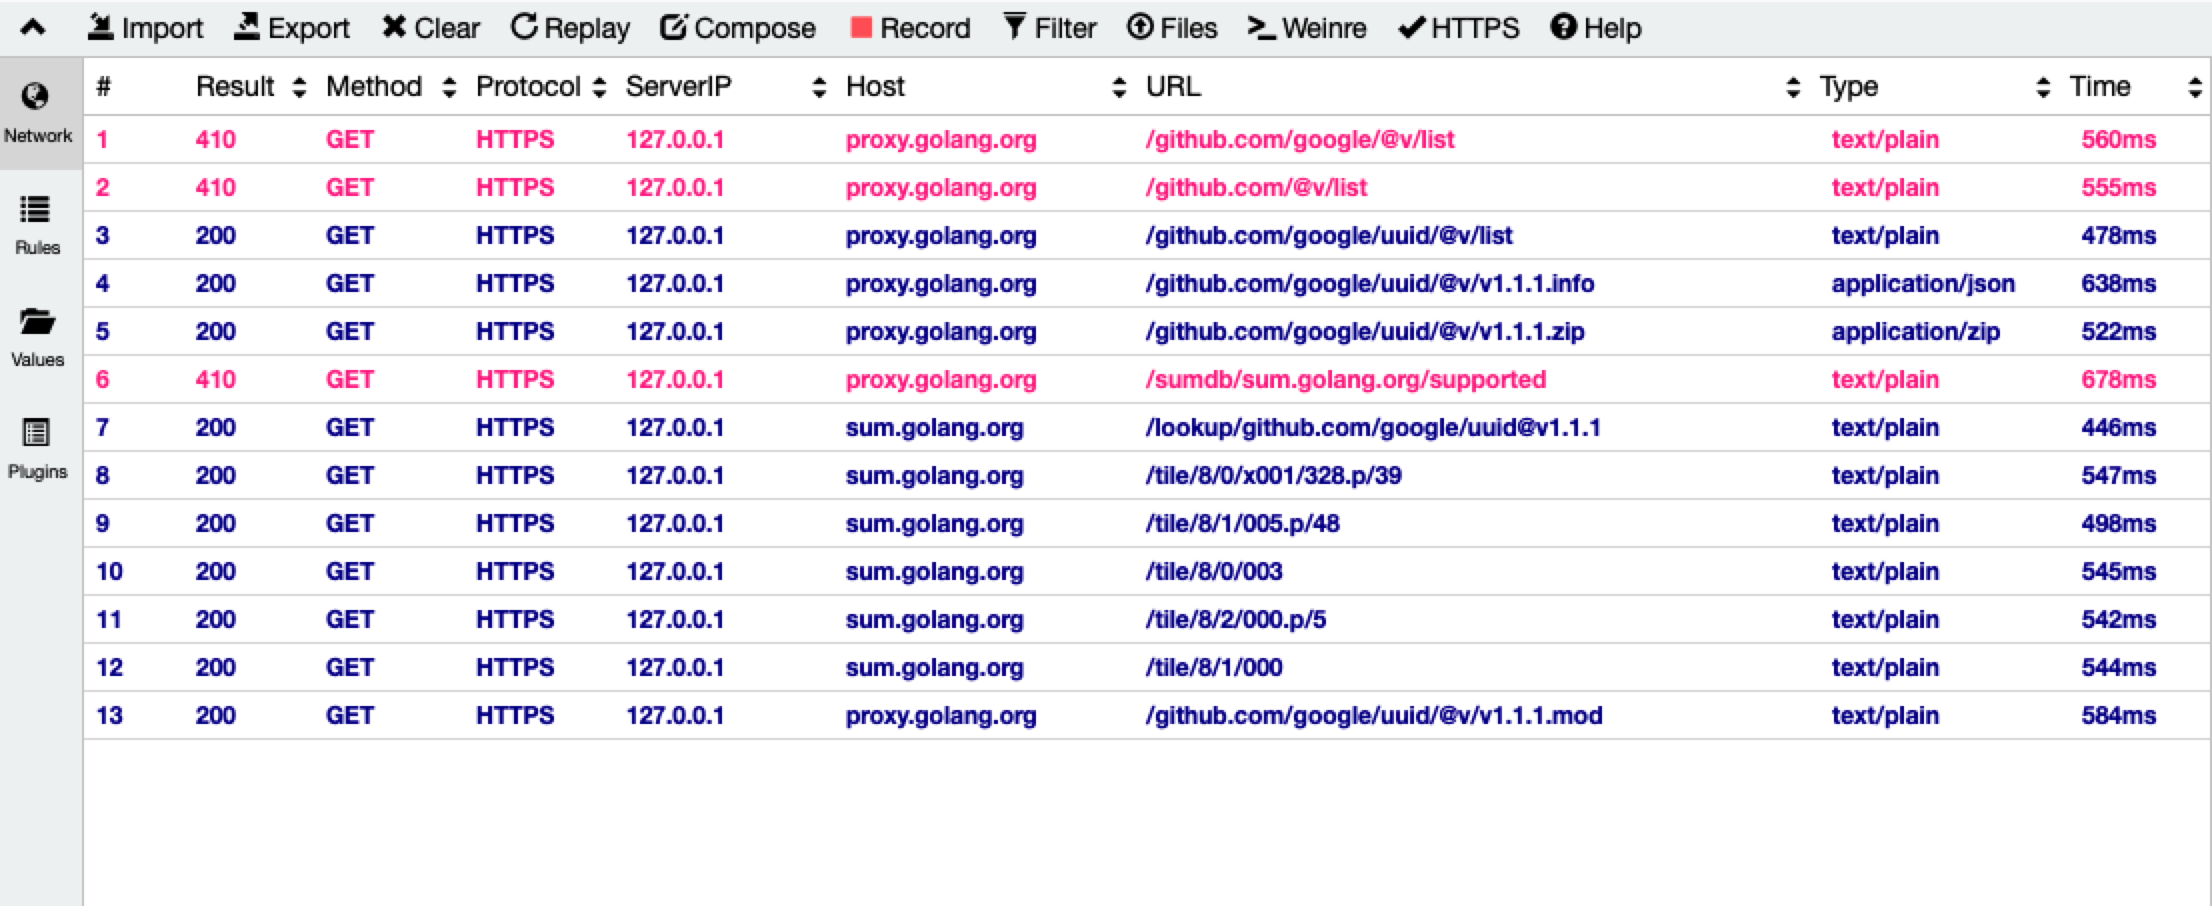 Import Export Clear Replay Compose Record Filter Files Weinre HTTPS Help
Network
Rules
Values
Plugins
# Result Method Protocol ServerIP Host URL Type Time
1 410 GET HTTPS 127.0.0.1 proxy.golang.org /github.com/google/@v/list text/plain 560ms
2 410 GET HTTPS 127.0.0.1 proxy.golang.org /github.com/@v/list text/plain 555ms
3 200 GET HTTPS 127.0.0.1 proxy.golang.org /github.com/google/uuid/@v/list text/plain 478ms
4 200 GET HTTPS 127.0.0.1 proxy.golang.org /github.com/google/uuid/@v/v1.1.1.info application/json 638ms
5 200 GET HTTPS 127.0.0.1 proxy.golang.org /github.com/google/uuid/@v/v1.1.1.zip application/zip 522ms
6 410 GET HTTPS 127.0.0.1 proxy.golang.org /sumdb/sum.golang.org/supported text/plain 678ms
7 200 GET HTTPS 127.0.0.1 sum.golang.org /lookup/github.com/google/uuid@v1.1.1 text/plain 446ms
8 200 GET HTTPS 127.0.0.1 sum.golang.org /tile/8/0/x001/328.p/39 text/plain 547ms
9 200 GET HTTPS 127.0.0.1 sum.golang.org /tile/8/1/005.p/48 text/plain 498ms
10 200 GET HTTPS 127.0.0.1 sum.golang.org /tile/8/0/003 text/plain 545ms
11 200 GET HTTPS 127.0.0.1 sum.golang.org /tile/8/2/000.p/5 text/plain 542ms
12 200 GET HTTPS 127.0.0.1 sum.golang.org /tile/8/1/000 text/plain 544ms
13 200 GET HTTPS 127.0.0.1 proxy.golang.org /github.com/google/uuid/@v/v1.1.1.mod text/plain 584ms